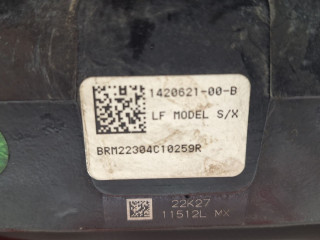 1420621-00-B
LF MODEL S/X
BRM22304C10259R
22K27
11512L MX